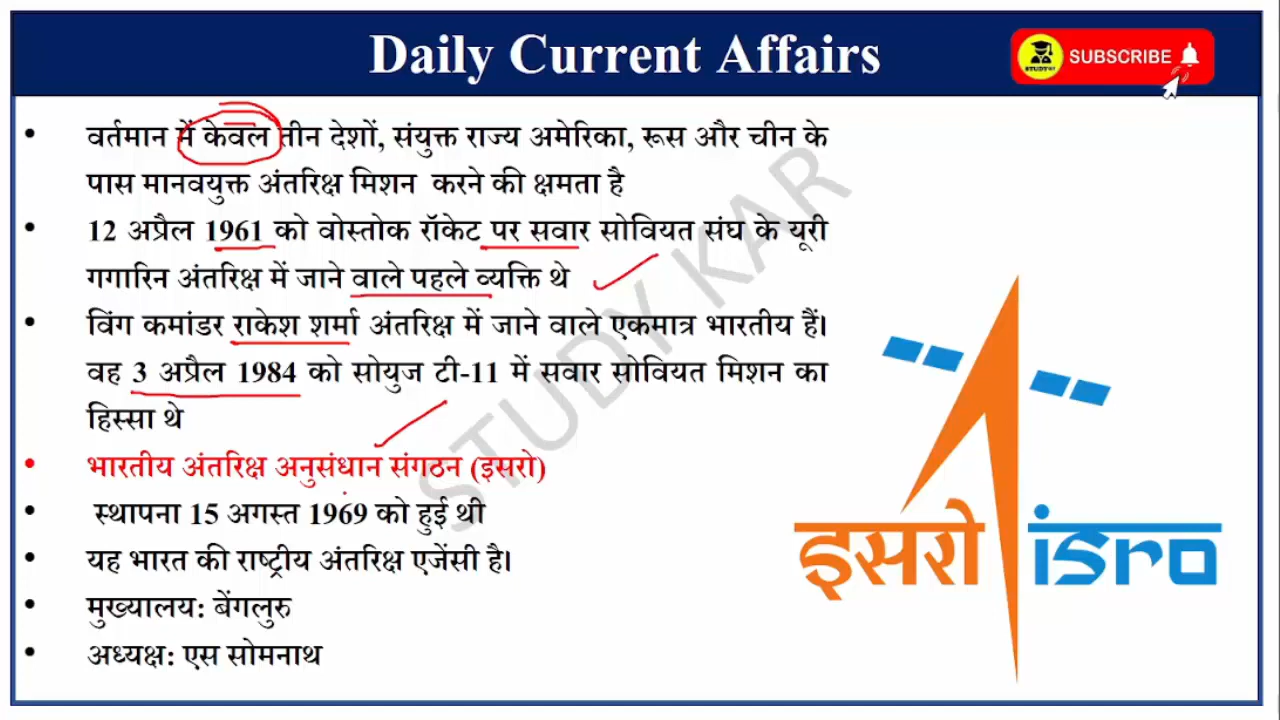 Daily Current Affairs
SUBSCRIBE
STUDY KAR
वर्तमान में केवल तीन देशों, संयुक्त राज्य अमेरिका, रूस और चीन के
पास मानवयुक्त अंतरिक्ष मिशन करने की क्षमता है
12 अप्रैल 1961 को वोस्तोक रॉकेट पर सवार सोवियत संघ के यूरी
गगारिन अंतरिक्ष में जाने वाले पहले व्यक्ति थे
विंग कमांडर राकेश शर्मा अंतरिक्ष में जाने वाले एकमात्र भारतीय हैं।
वह 3 अप्रैल 1984 को सोयुज टी-11 में सवार सोवियत मिशन का
हिस्सा थे
भारतीय अंतरिक्ष अनुसंधान संगठन (इसरो)
स्थापना 15 अगस्त 1969 को हुई थी
यह भारत की राष्ट्रीय अंतरिक्ष एजेंसी है।
मुख्यालय: बेंगलुरु
अध्यक्ष: एस सोमनाथ
इसरो isro
STUDY KAR